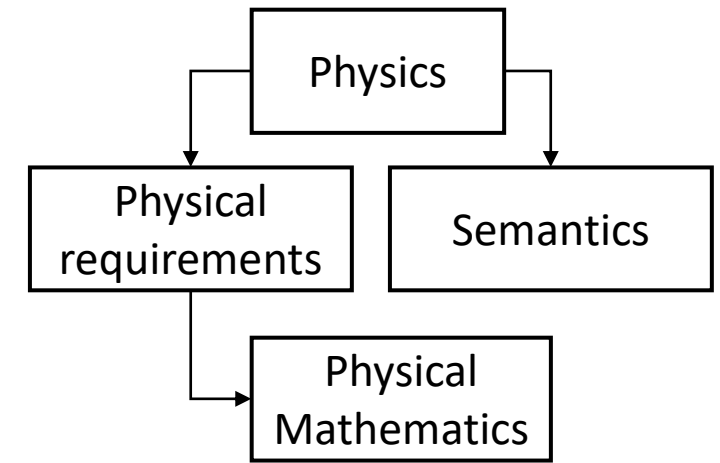 Physics
Physical
requirements
Semantics
Physical
Mathematics